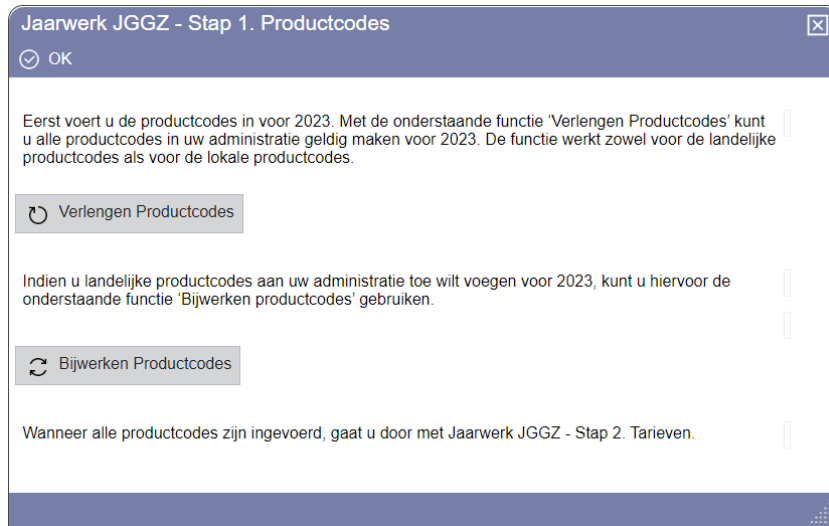 Jaarwerk JGGZ - Stap 1. Productcodes
OK
Eerst voert u de productcodes in voor 2023. Met de onderstaande functie ‘Verlengen Productcodes’ kunt
u alle productcodes in uw administratie geldig maken voor 2023. De functie werkt zowel voor de landelijke
productcodes als voor de lokale productcodes.
Verlengen Productcodes
Indien u landelijke productcodes aan uw administratie toe wilt voegen voor 2023, kunt u hiervoor de
onderstaande functie ‘Bijwerken productcodes’ gebruiken.
Bijwerken Productcodes
Wanneer alle productcodes zijn ingevoerd, gaat u door met Jaarwerk JGGZ - Stap 2. Tarieven.